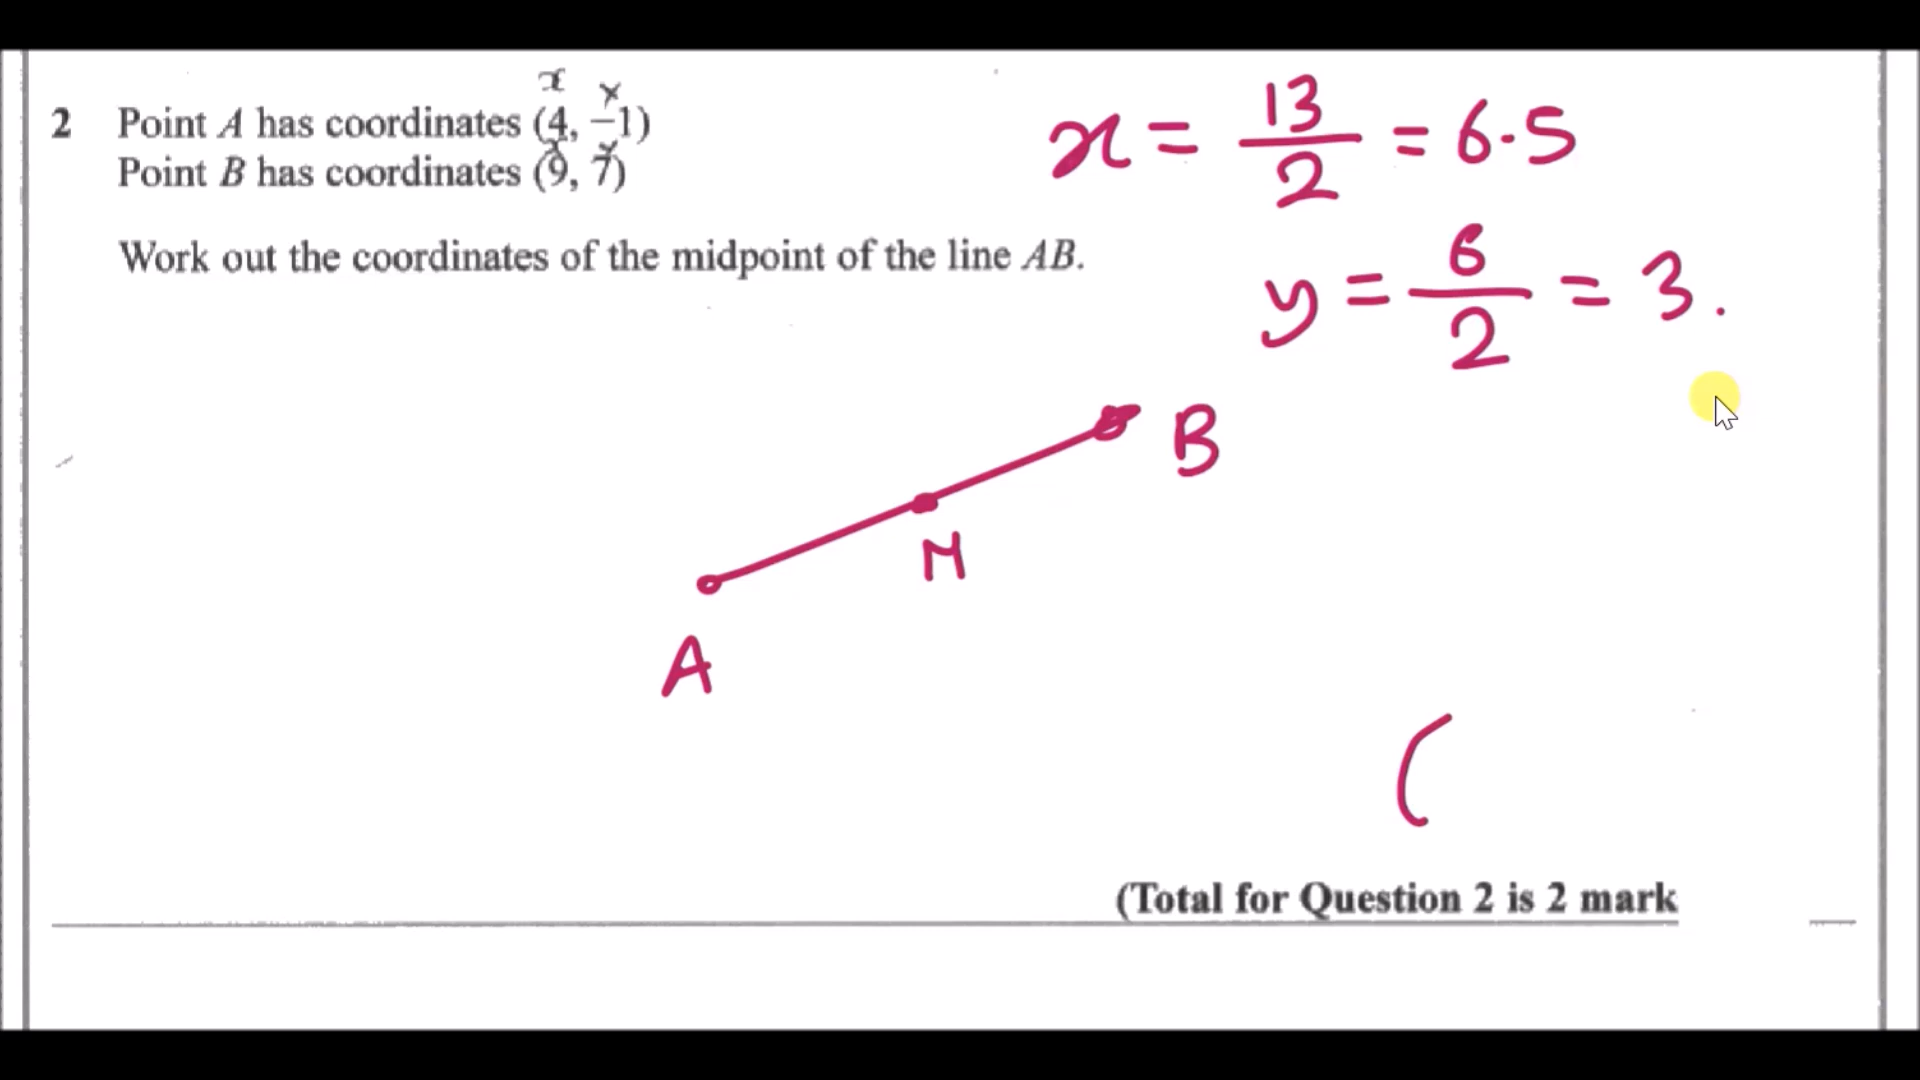 x y
2 Point A has coordinates (4, −1)
x y
Point B has coordinates (9, 7)
Work out the coordinates of the midpoint of the line AB.
x = 13/2 = 6.5
y = 6/2 = 3.
B
M
A
(
(Total for Question 2 is 2 mark